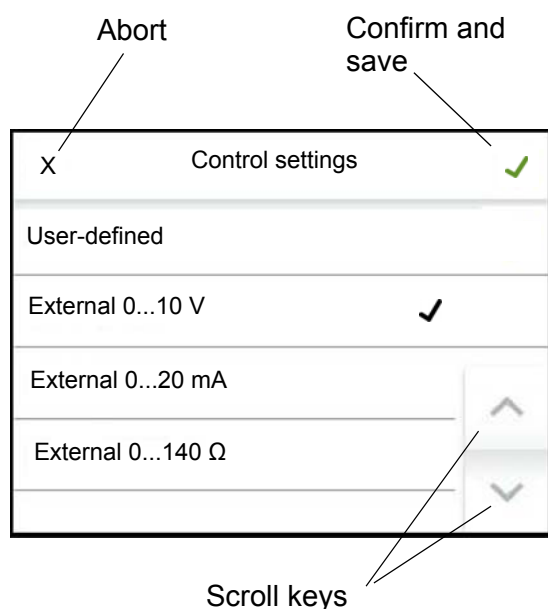 Abort
Confirm and
save
X
Control settings
User-defined
External 0...10 V
External 0...20 mA
External 0...140 Ω
Scroll keys